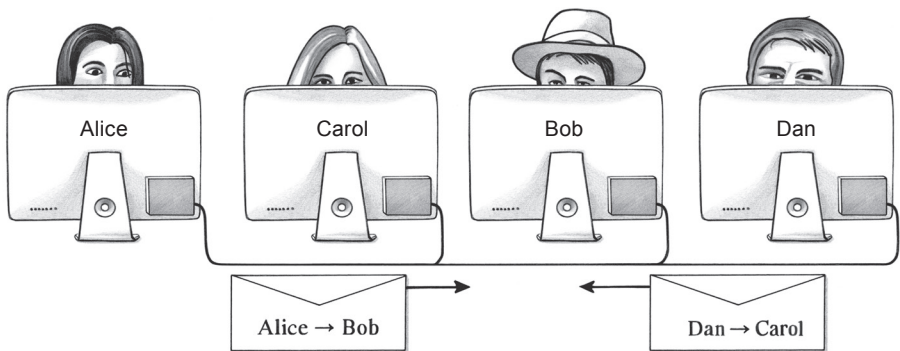 Alice
Carol
Bob
Dan
Alice → Bob
Dan → Carol